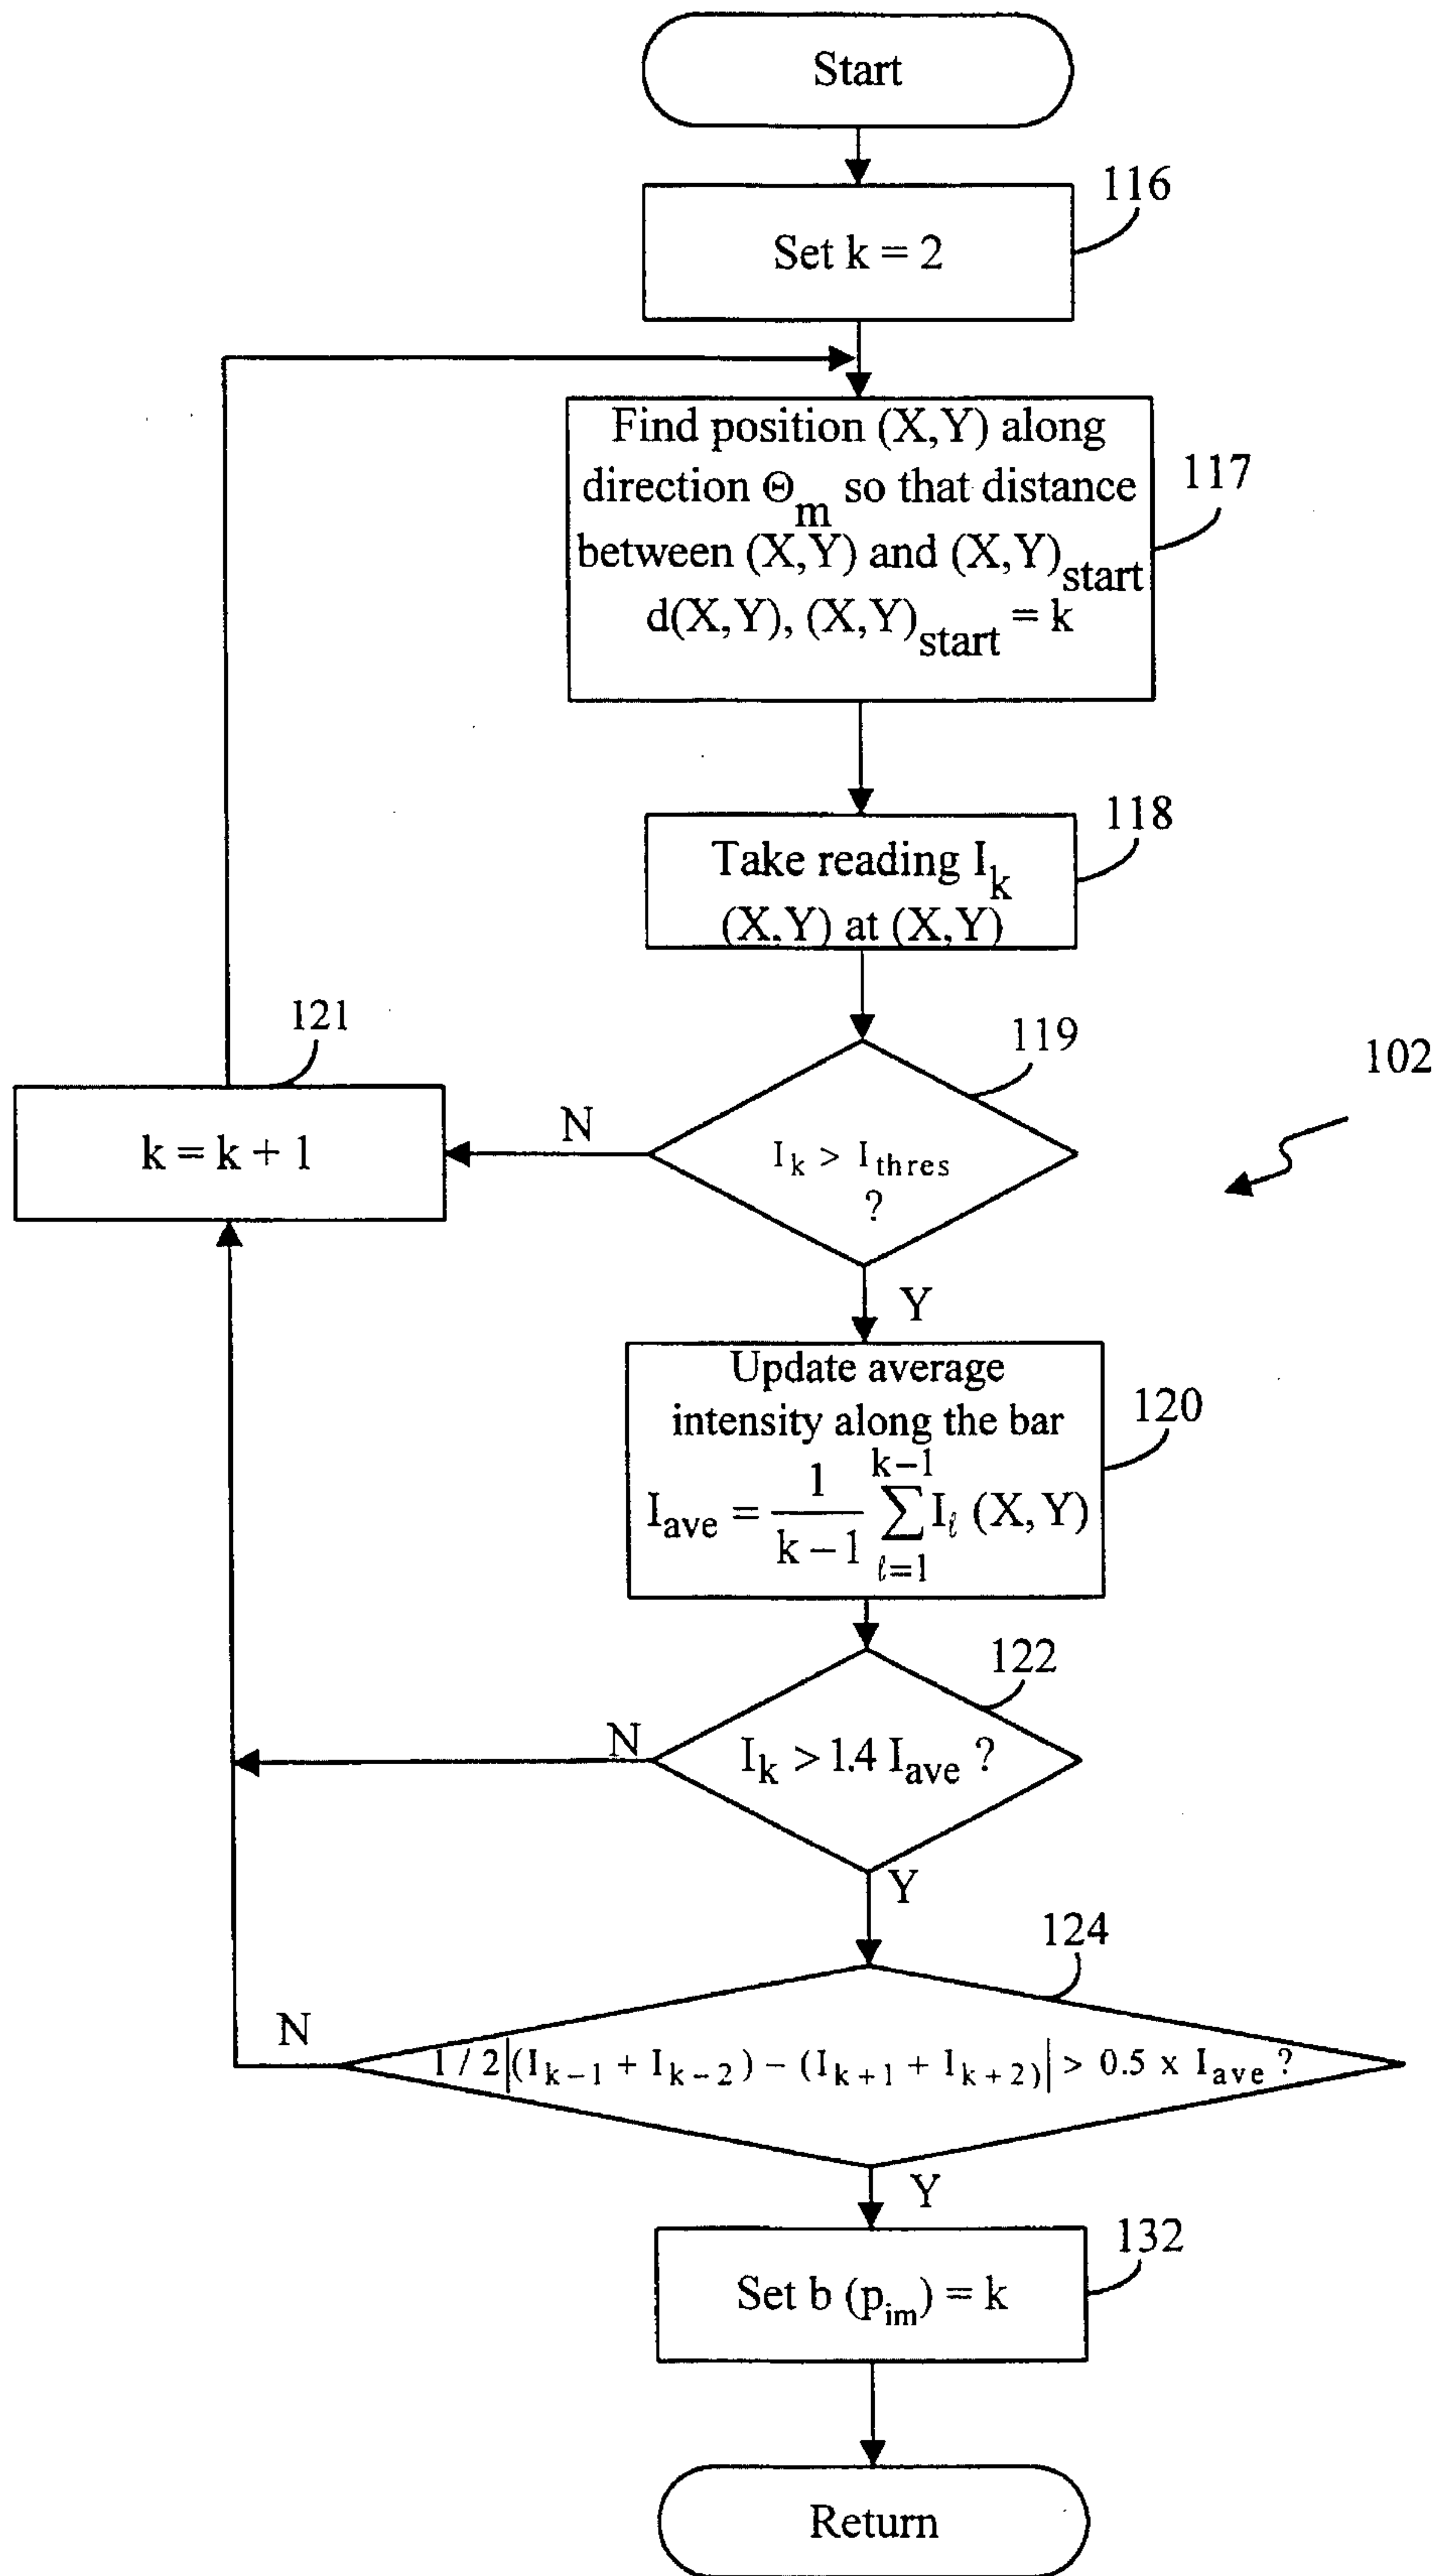 Start
116
Set k = 2
Find position (X,Y) along
direction Θm so that distance
between (X,Y) and (X,Y)start
d(X,Y), (X,Y)start = k
117
118
Take reading Ik
(X,Y) at (X,Y)
121
k = k + 1
119
N
Ik > Ithres
?
102
Y
Update average
intensity along the bar
Iave = 1/(k−1) k−1 ∑ ℓ=1 Iℓ (X,Y)
120
122
N
Ik > 1.4 Iave ?
Y
124
N
1 / 2|(Ik−1 + Ik−2) − (Ik+1 + Ik+2)| > 0.5 x Iave ?
Y
132
Set b (pim) = k
Return